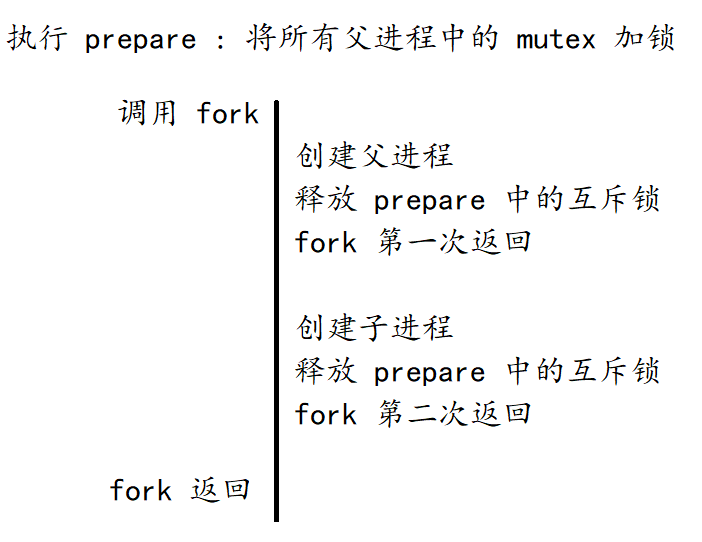 执行 prepare : 将所有父进程中的 mutex 加锁
调用 fork
创建父进程
释放 prepare 中的互斥锁
fork 第一次返回
创建子进程
释放 prepare 中的互斥锁
fork 第二次返回
fork 返回